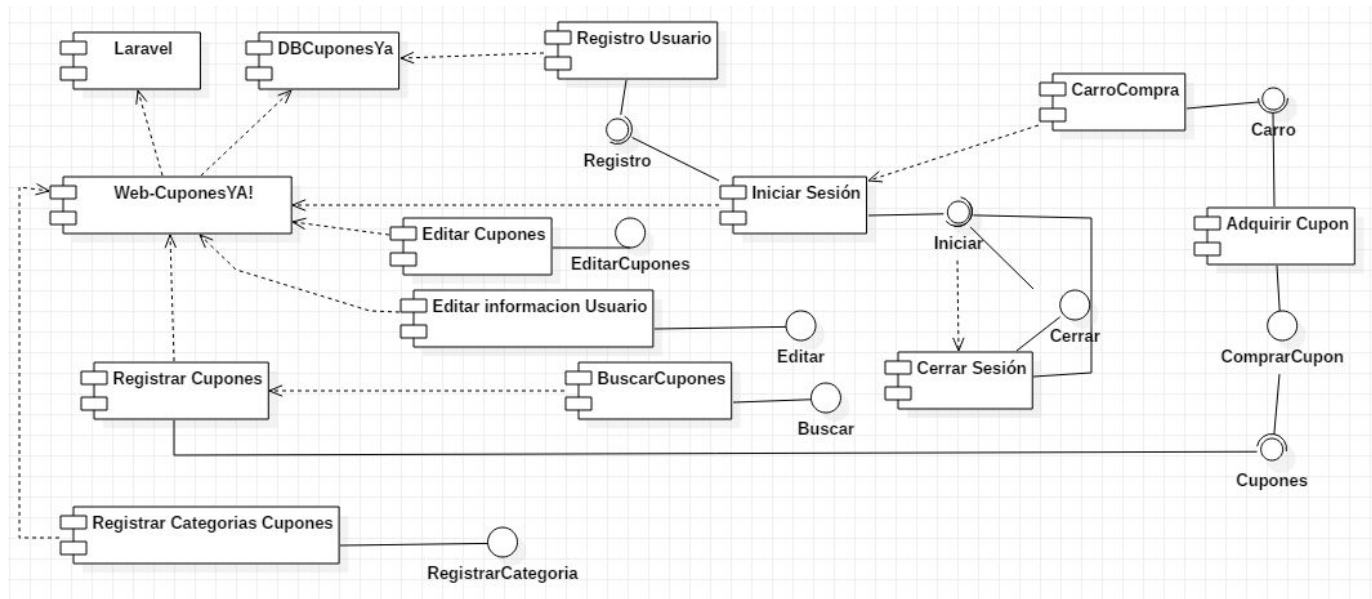 Laravel
DBCuponesYa
Registro Usuario
CarroCompra
Carro
Registro
Web-CuponesYA!
Iniciar Sesión
Editar Cupones
EditarCupones
Iniciar
Adquirir Cupon
Editar informacion Usuario
Editar
Cerrar
ComprarCupon
Registrar Cupones
BuscarCupones
Cerrar Sesión
Buscar
Cupones
Registrar Categorias Cupones
RegistrarCategoria